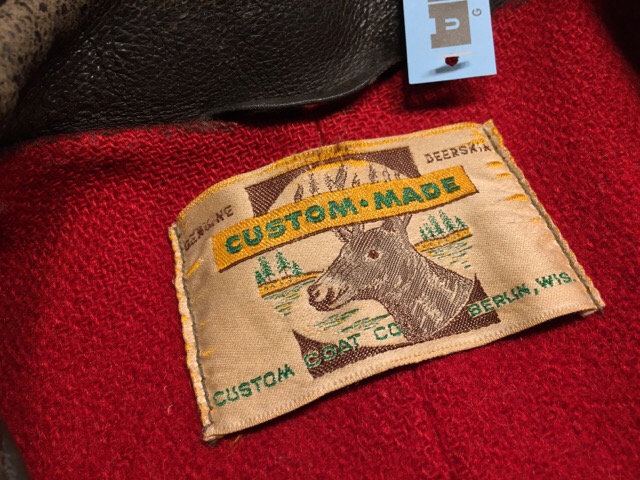 GENUINE DEERSKIN
CUSTOM·MADE
CUSTOM COAT CO BERLIN, WIS.
u
G